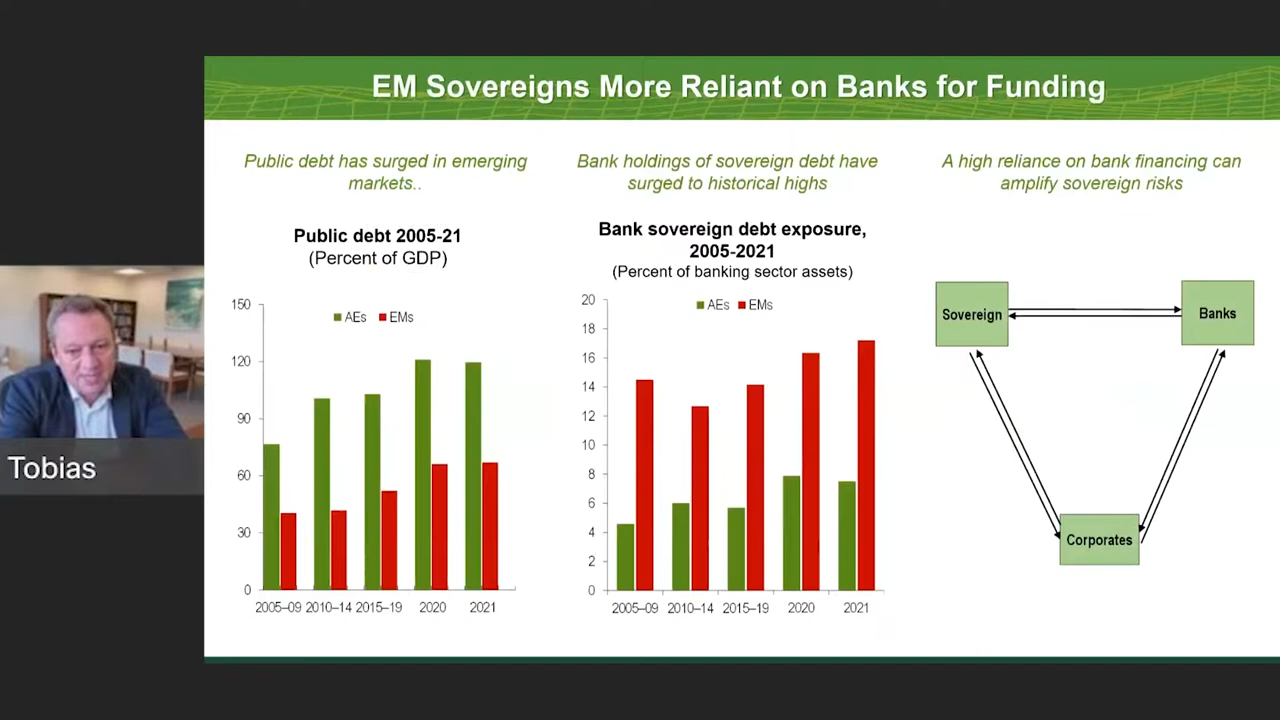 EM Sovereigns More Reliant on Banks for Funding
Public debt has surged in emerging
markets..
Public debt 2005-21
(Percent of GDP)
150
120
90
60
30
0
AEs EMs
2005–09 2010–14 2015–19 2020 2021
Bank holdings of sovereign debt have
surged to historical highs
Bank sovereign debt exposure,
2005-2021
(Percent of banking sector assets)
20
18
16
14
12
10
8
6
4
2
0
AEs EMs
2005–09 2010–14 2015–19 2020 2021
A high reliance on bank financing can
amplify sovereign risks
Sovereign
Banks
Corporates
Tobias